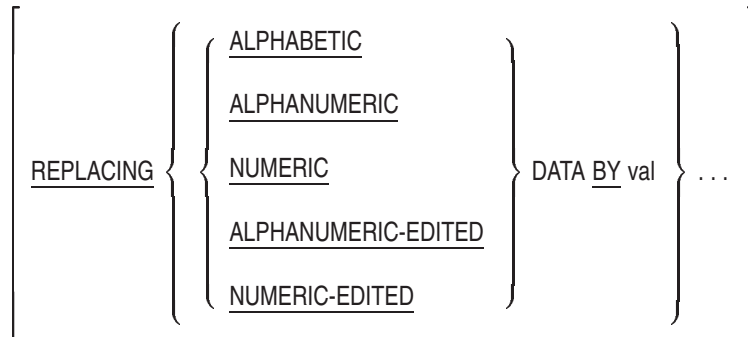 ALPHABETIC
ALPHANUMERIC
REPLACING NUMERIC DATA BY val . . .
ALPHANUMERIC-EDITED
NUMERIC-EDITED